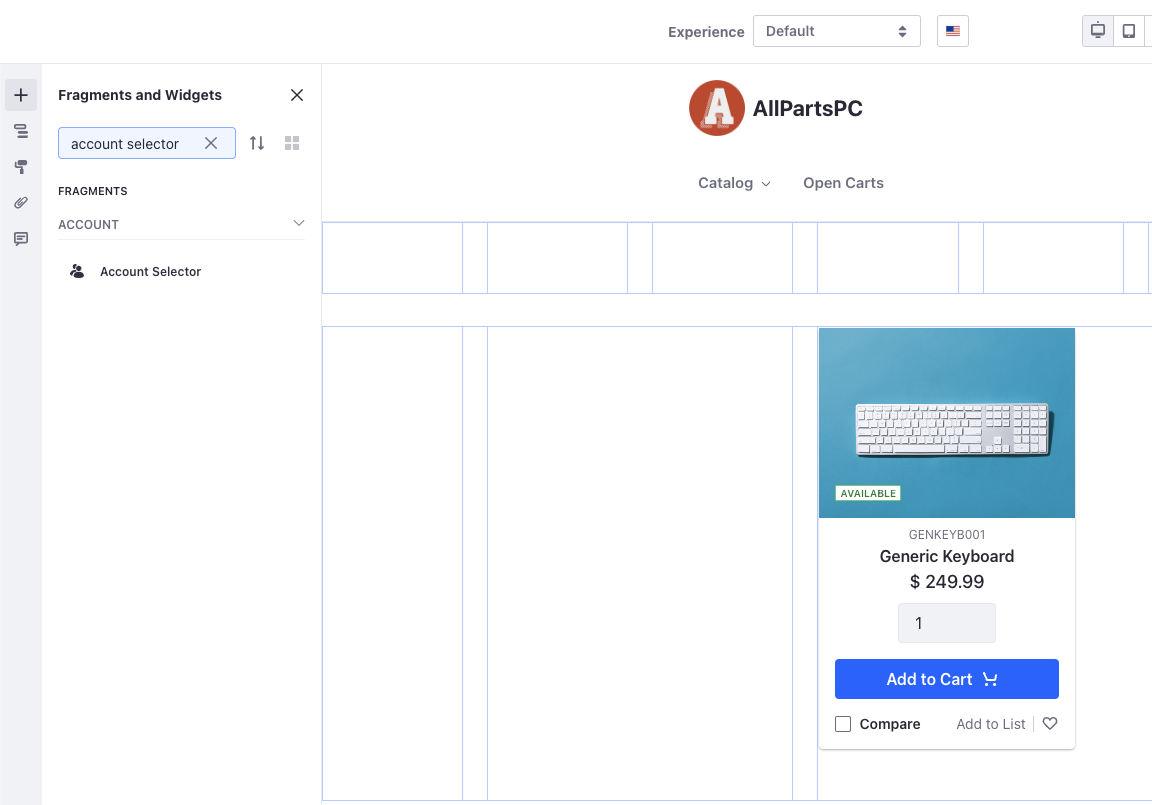 Experience Default
Fragments and Widgets
account selector
FRAGMENTS
ACCOUNT
Account Selector
A AllPartsPC
Catalog Open Carts
AVAILABLE
GENKEYB001
Generic Keyboard
$ 249.99
1
Add to Cart
Compare Add to List